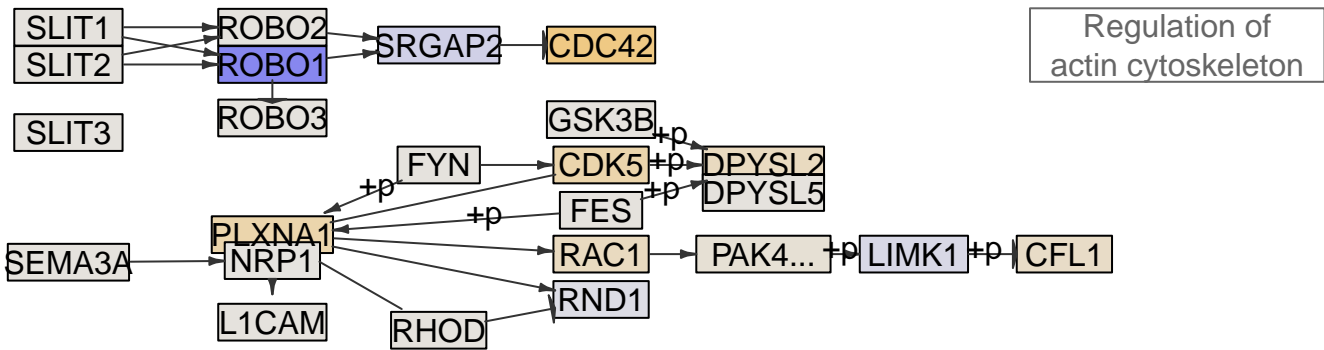 SLIT1
ROBO2
SRGAP2
CDC42
Regulation of
actin cytoskeleton
SLIT2
ROBO1
SLIT3
ROBO3
GSK3B
+p
FYN
CDK5
+p
DPYSL2
+p
+p
DPYSL5
PLXNA1
+p
FES
SEMA3A
NRP1
RAC1
PAK4...
+p
LIMK1
+p
CFL1
L1CAM
RHOD
RND1